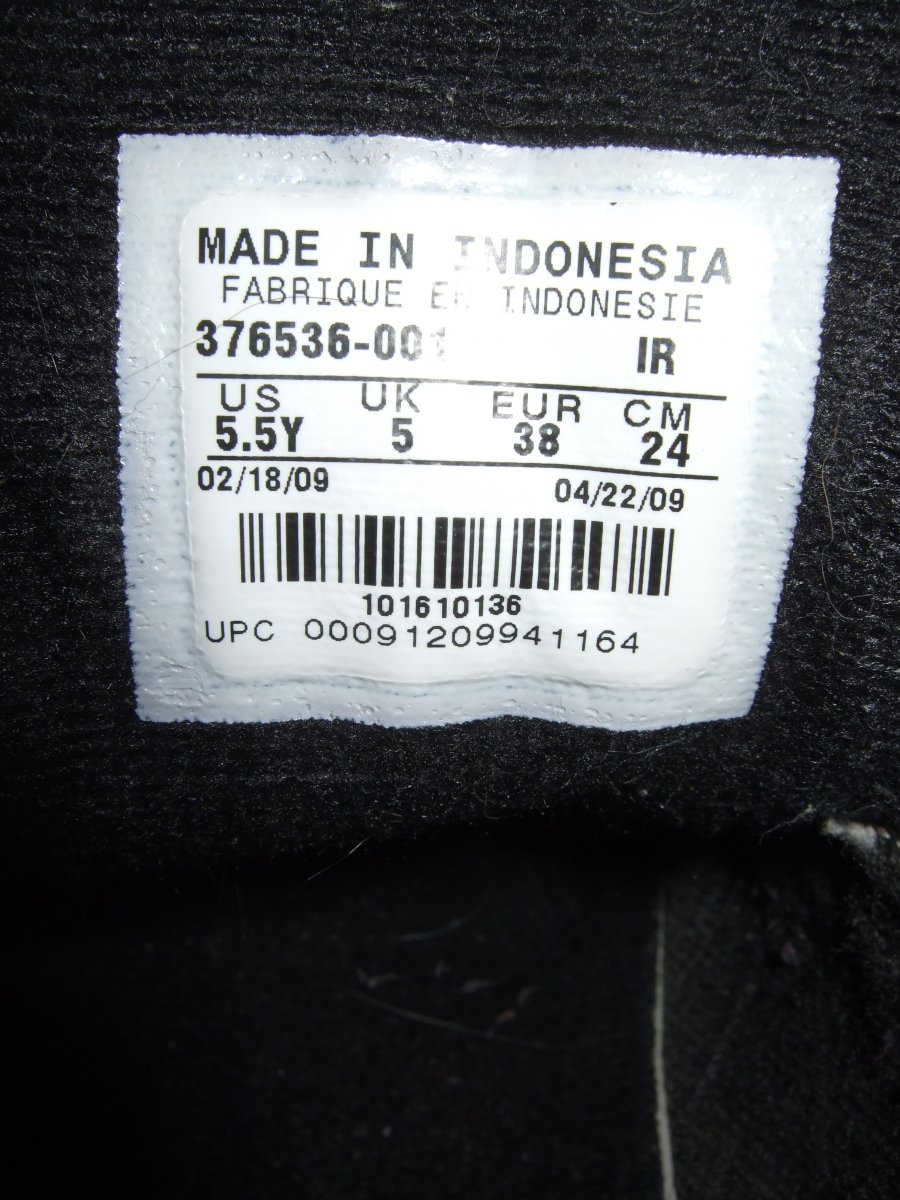 MADE IN INDONESIA
FABRIQUE EN INDONESIE
376536-001 IR
US UK EUR CM
5.5Y 5 38 24
02/18/09 04/22/09
101610136
UPC 00091209941164